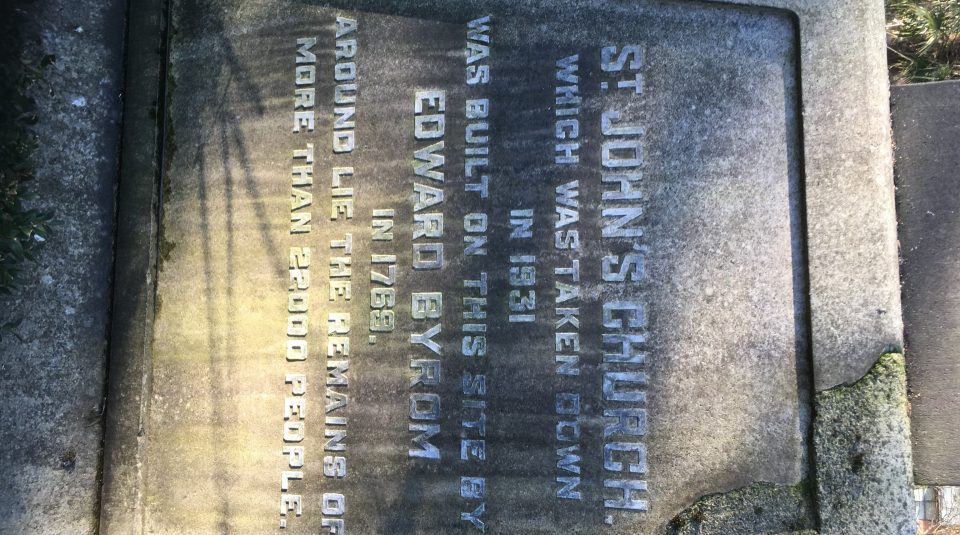 ST. JOHN'S CHURCH.
WHICH WAS TAKEN DOWN
IN 1931
WAS BUILT ON THIS SITE BY
EDWARD BYROM
IN 1769.
AROUND LIE THE REMAINS OF
MORE THAN 22000 PEOPLE.